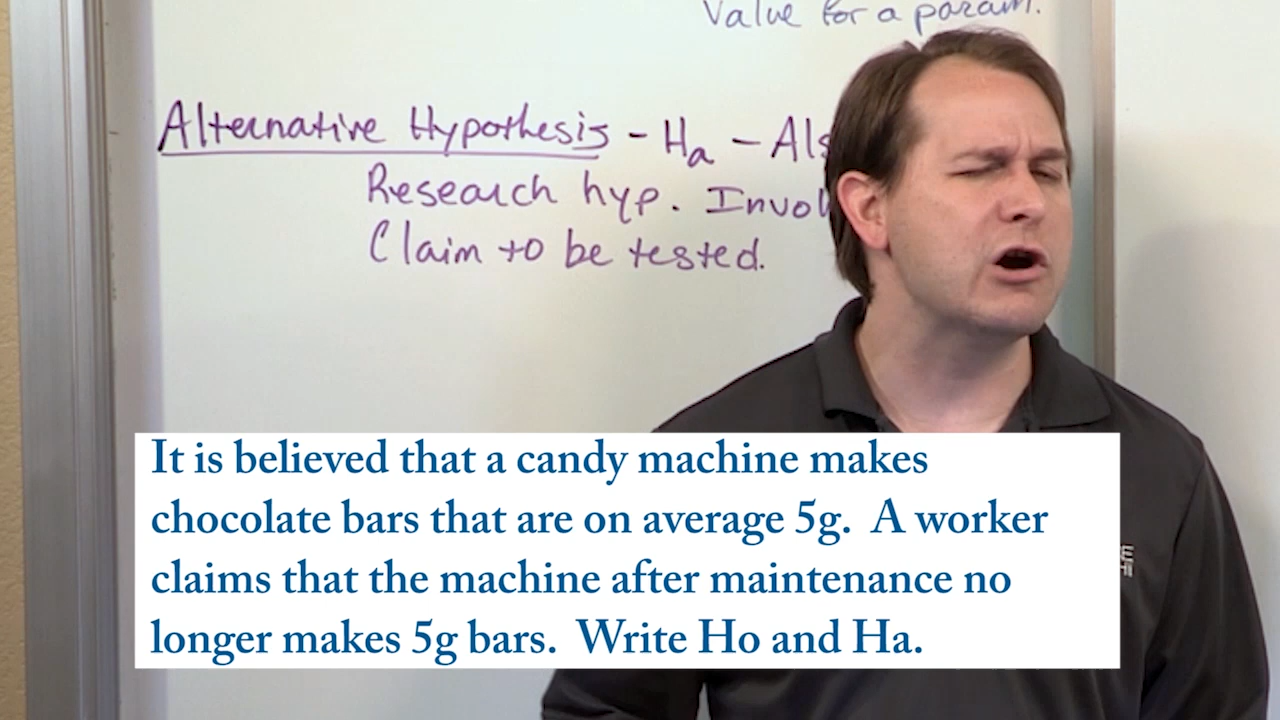 Value for a param.
Alternative Hypothesis - Ha - Als
Research hyp. Invol
Claim to be tested.
It is believed that a candy machine makes
chocolate bars that are on average 5g. A worker
claims that the machine after maintenance no
longer makes 5g bars. Write Ho and Ha.